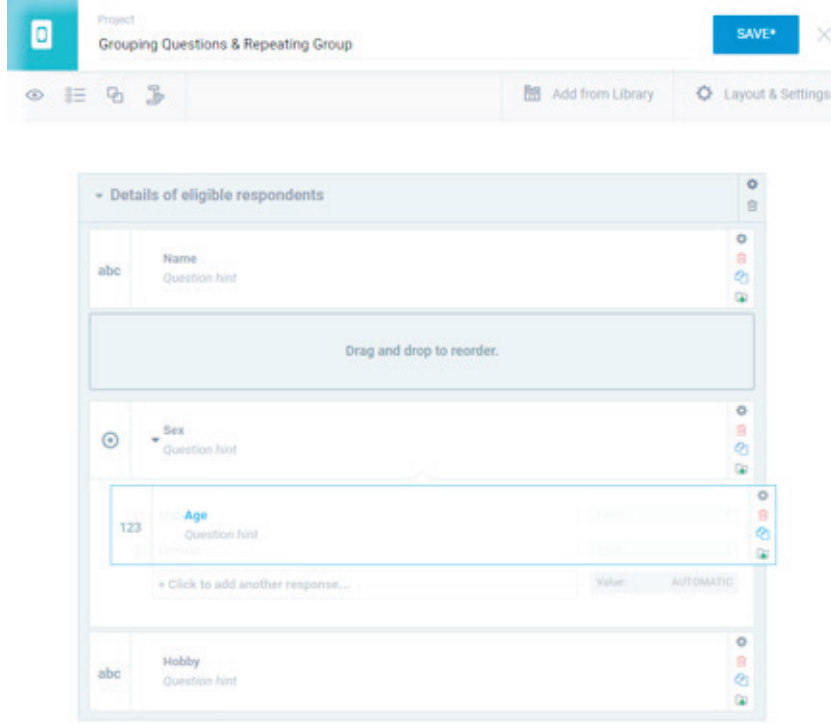 Project
Grouping Questions & Repeating Group
SAVE*
Add from Library
Layout & Settings
Details of eligible respondents
abc
Name
Question hint
Drag and drop to reorder.
Sex
Question hint
123
Age
Question hint
+ Click to add another response...
Value:
AUTOMATIC
abc
Hobby
Question hint